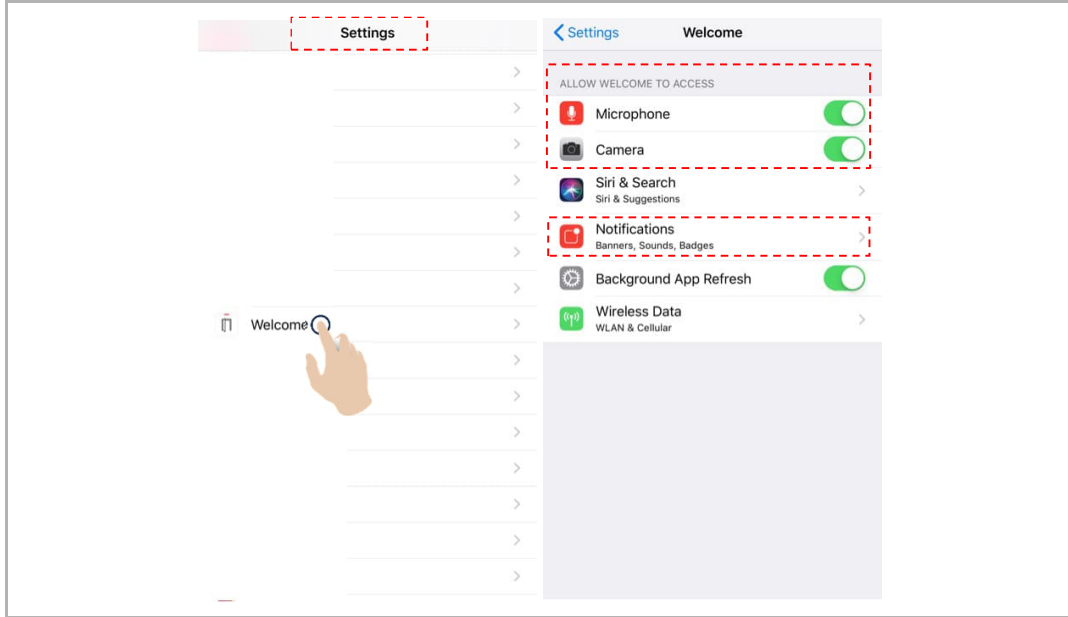 Settings
Welcome
Settings
Welcome
ALLOW WELCOME TO ACCESS
Microphone
Camera
Siri & Search
Siri & Suggestions
Notifications
Banners, Sounds, Badges
Background App Refresh
Wireless Data
WLAN & Cellular